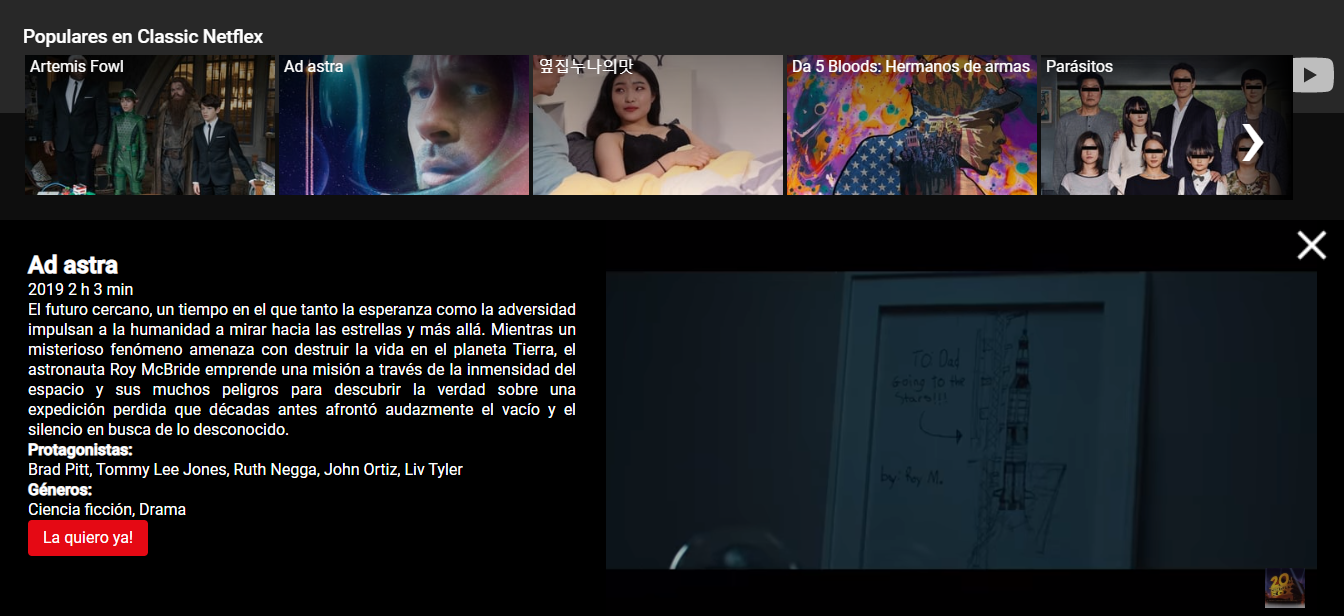 Populares en Classic Netflex
Artemis Fowl
Ad astra
옆집누나의맛
Da 5 Bloods: Hermanos de armas
Parásitos
Ad astra
2019 2 h 3 min
El futuro cercano, un tiempo en el que tanto la esperanza como la adversidad
impulsan a la humanidad a mirar hacia las estrellas y más allá. Mientras un
misterioso fenómeno amenaza con destruir la vida en el planeta Tierra, el
astronauta Roy McBride emprende una misión a través de la inmensidad del
espacio y sus muchos peligros para descubrir la verdad sobre una
expedición perdida que décadas antes afrontó audazmente el vacío y el
silencio en busca de lo desconocido.
Protagonistas:
Brad Pitt, Tommy Lee Jones, Ruth Negga, John Ortiz, Liv Tyler
Géneros:
Ciencia ficción, Drama
La quiero ya!
TO Dad
Going to the
Stars!!!
by: Roy M.
20